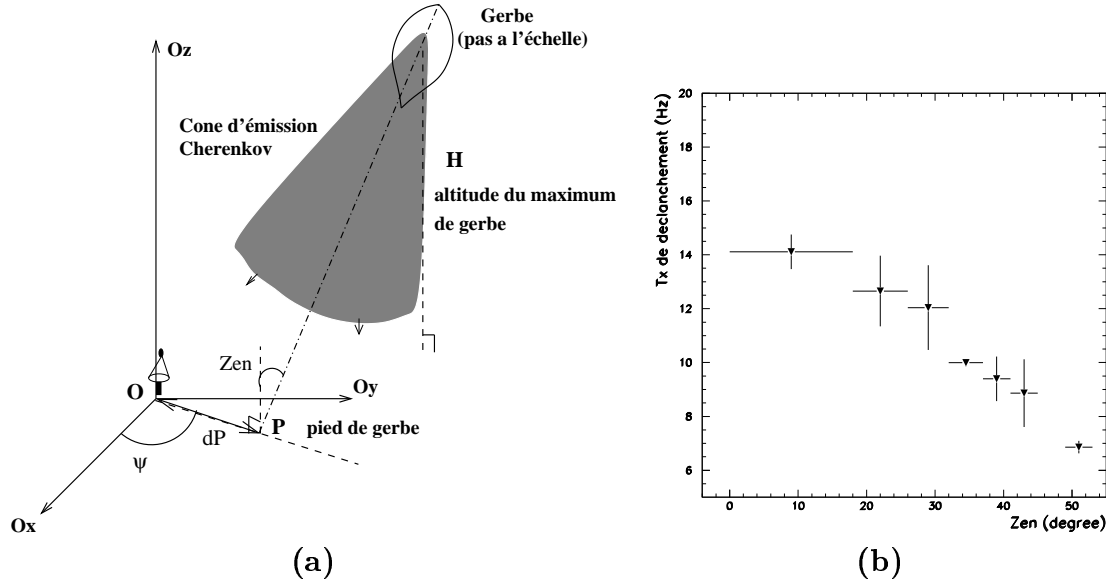 Gerbe
(pas a l'échelle)
Oz
Cone d'émission
Cherenkov
H
altitude du maximum
de gerbe
Zen
O
Oy
P
pied de gerbe
dP
ψ
Ox
(a)
Tx de declanchement (Hz)
20
18
16
14
12
10
8
6
0 10 20 30 40 50
Zen (degree)
(b)